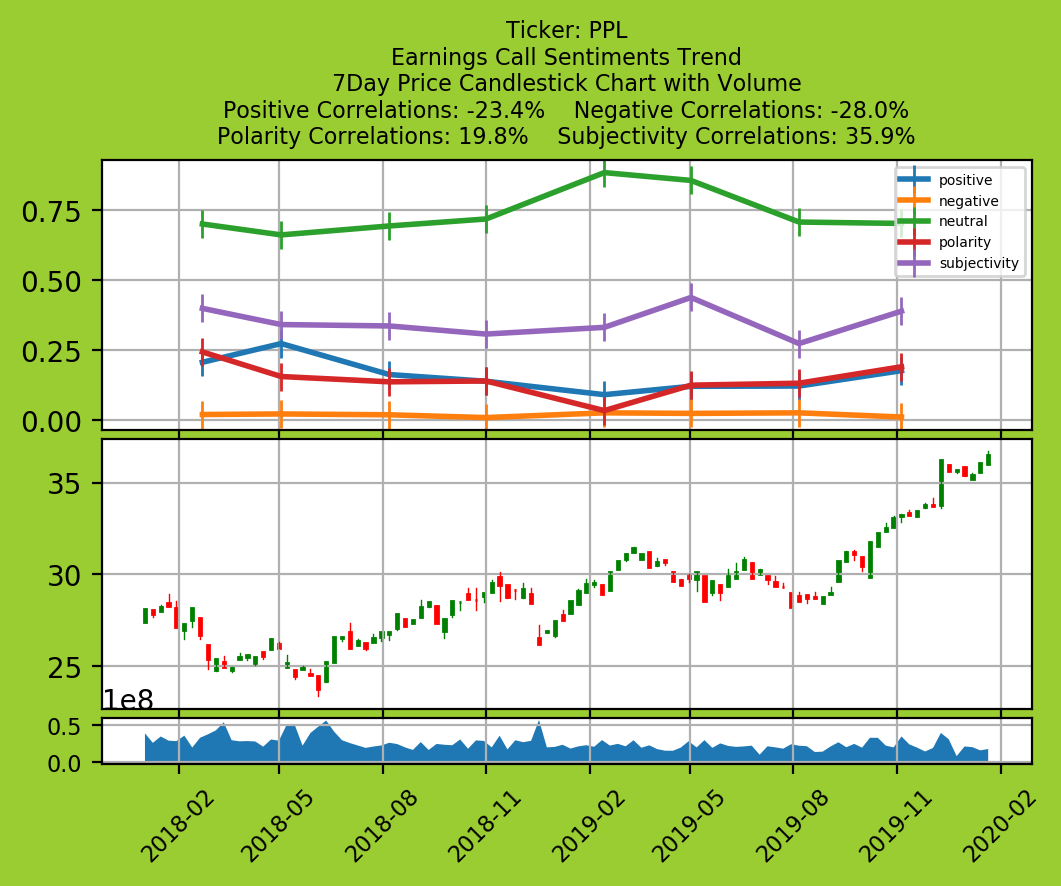 Ticker: PPL
Earnings Call Sentiments Trend
7Day Price Candlestick Chart with Volume
Positive Correlations: -23.4%    Negative Correlations: -28.0%
Polarity Correlations: 19.8%    Subjectivity Correlations: 35.9%
positive
negative
neutral
polarity
subjectivity
0.75
0.50
0.25
0.00
35
30
25
1e8
0.5
0.0
2018-02
2018-05
2018-08
2018-11
2019-02
2019-05
2019-08
2019-11
2020-02